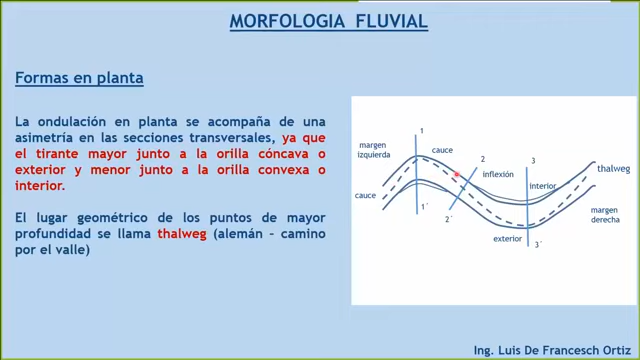 MORFOLOGIA FLUVIAL
Formas en planta
La ondulación en planta se acompaña de una
asimetría en las secciones transversales, ya que
el tirante mayor junto a la orilla cóncava o
exterior y menor junto a la orilla convexa o
interior.
El lugar geométrico de los puntos de mayor
profundidad se llama thalweg (alemán – camino
por el valle)
margen
izquierda
cauce
1
cauce
2
inflexión
3
interior
thalweg
margen
derecha
1´
2´
exterior
3´
Ing. Luis De Francesch Ortiz